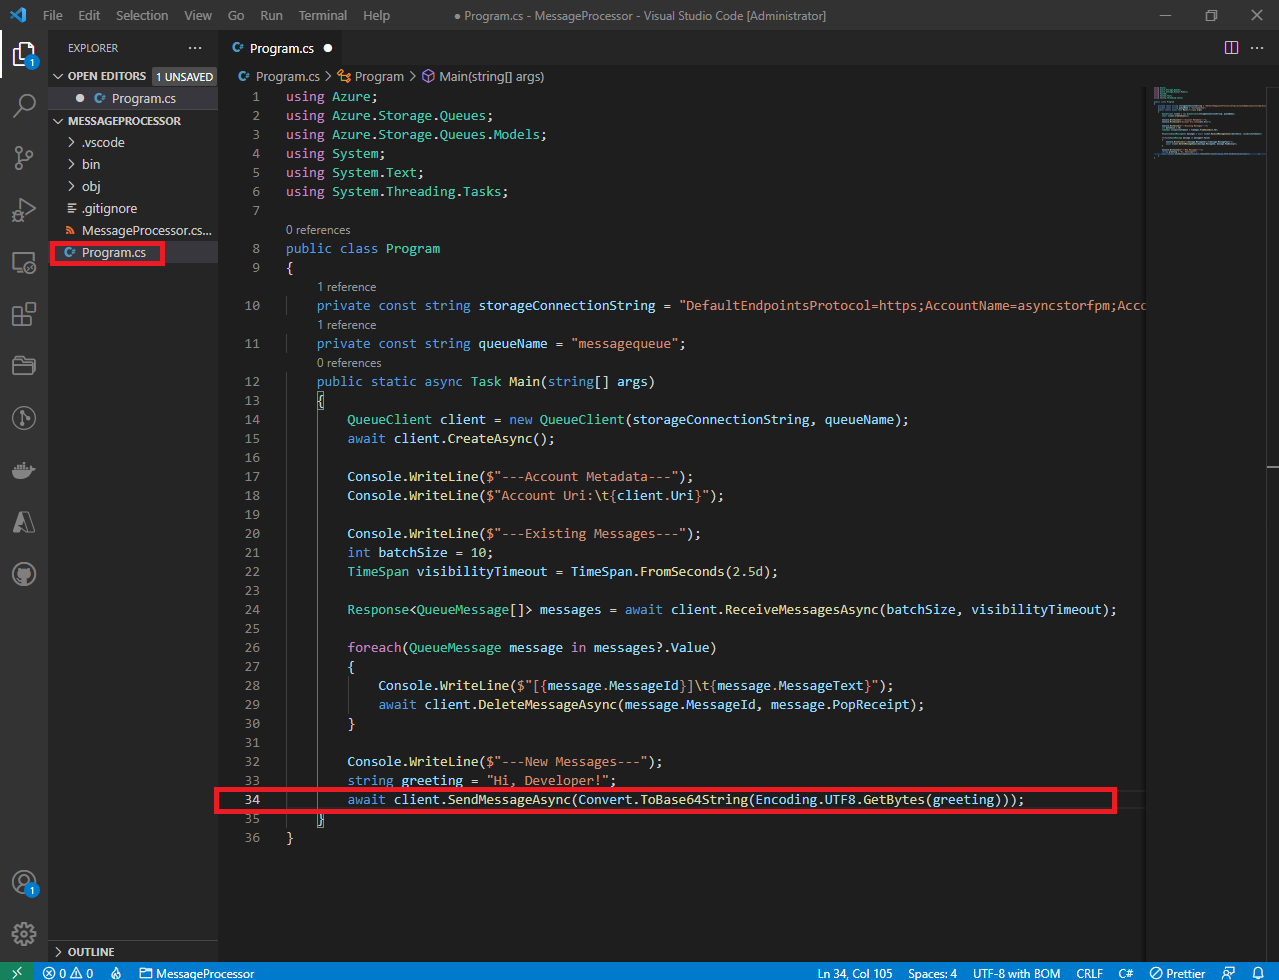 File Edit Selection View Go Run Terminal Help
● Program.cs - MessageProcessor - Visual Studio Code [Administrator]
EXPLORER
OPEN EDITORS 1 UNSAVED
Program.cs
MESSAGEPROCESSOR
.vscode
bin
obj
.gitignore
MessageProcessor.cs...
Program.cs
OUTLINE
1
1
Program.cs
Program.cs > Program > Main(string[] args)
1 using Azure;
2 using Azure.Storage.Queues;
3 using Azure.Storage.Queues.Models;
4 using System;
5 using System.Text;
6 using System.Threading.Tasks;
7
0 references
8 public class Program
9 {
1 reference
10 private const string storageConnectionString = "DefaultEndpointsProtocol=https;AccountName=asyncstorfpm;Acco
1 reference
11 private const string queueName = "messagequeue";
0 references
12 public static async Task Main(string[] args)
13 {
14 QueueClient client = new QueueClient(storageConnectionString, queueName);
15 await client.CreateAsync();
16
17 Console.WriteLine($"---Account Metadata---");
18 Console.WriteLine($"Account Uri:\t{client.Uri}");
19
20 Console.WriteLine($"---Existing Messages---");
21 int batchSize = 10;
22 TimeSpan visibilityTimeout = TimeSpan.FromSeconds(2.5d);
23
24 Response<QueueMessage[]> messages = await client.ReceiveMessagesAsync(batchSize, visibilityTimeout);
25
26 foreach(QueueMessage message in messages?.Value)
27 {
28 Console.WriteLine($"[{message.MessageId}]\t{message.MessageText}");
29 await client.DeleteMessageAsync(message.MessageId, message.PopReceipt);
30 }
31
32 Console.WriteLine($"---New Messages---");
33 string greeting = "Hi, Developer!";
34 await client.SendMessageAsync(Convert.ToBase64String(Encoding.UTF8.GetBytes(greeting)));
35 }
36 }
0 0 MessageProcessor Ln 34, Col 105 Spaces: 4 UTF-8 with BOM CRLF C# Prettier